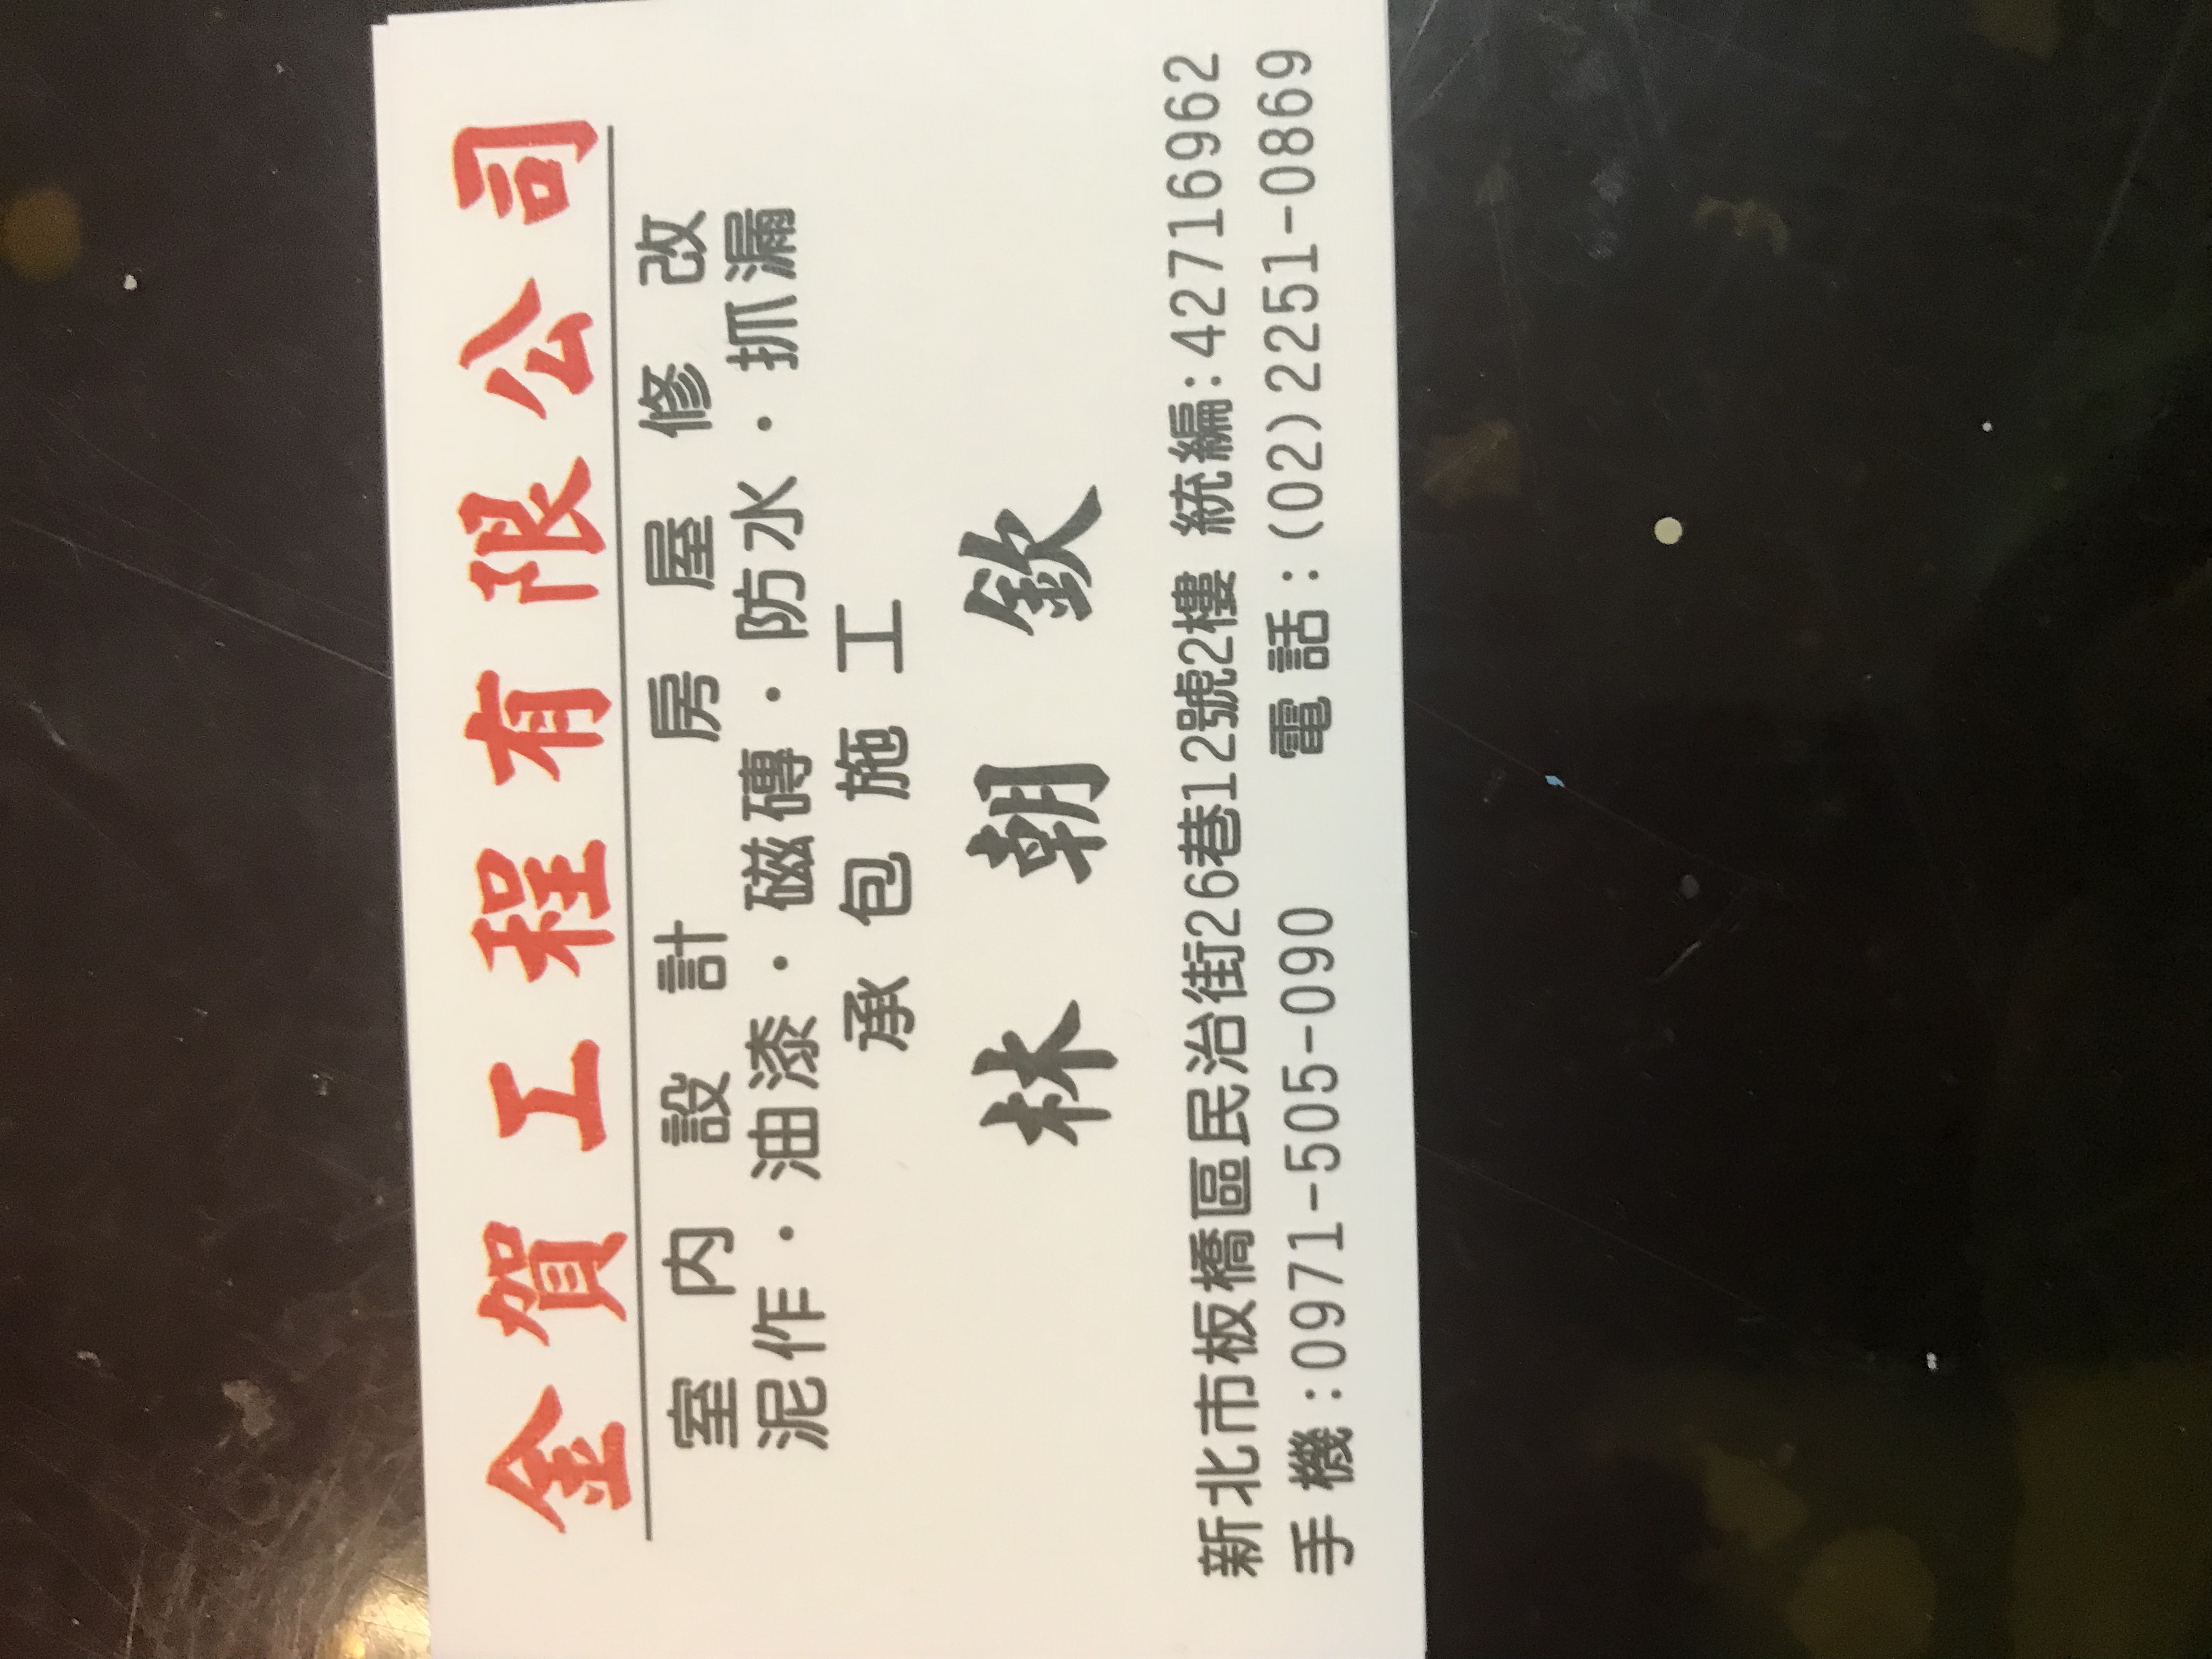 金賀工程有限公司
室內設計 房屋修改
泥作．油漆．磁磚．防水．抓漏
承包施工
林朝欽
新北市板橋區民治街26巷12號2樓 統編:42716962
手機:0971-505-090 電話:(02)2251-0869